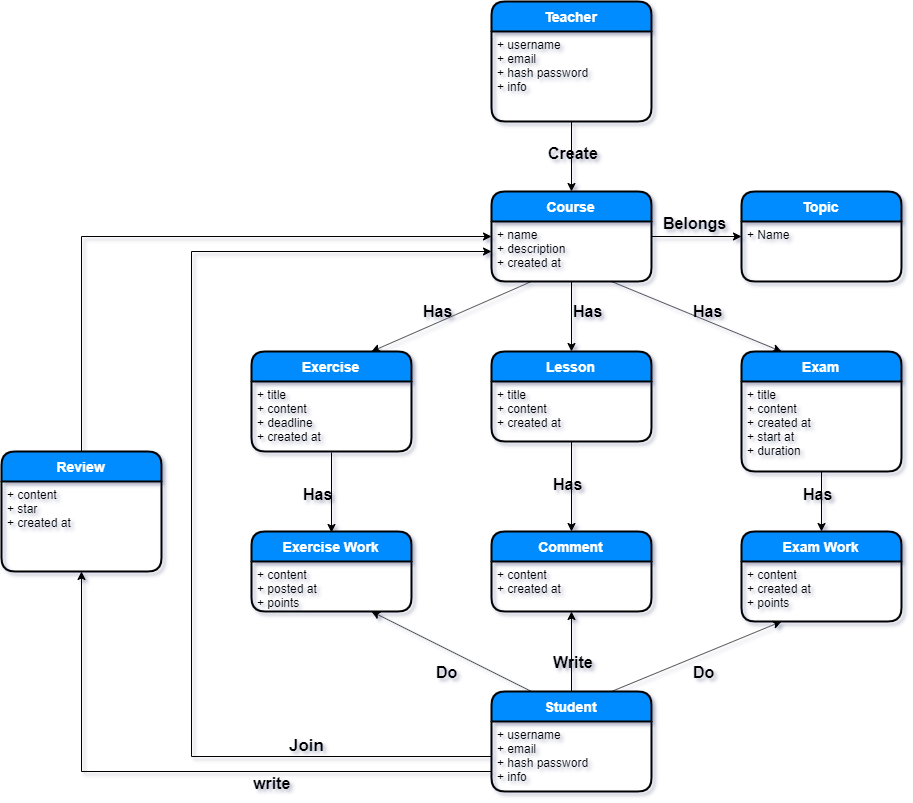 Teacher
+ username
+ email
+ hash password
+ info
Create
Course
+ name
+ description
+ created at
Belongs
Topic
+ Name
Has
Has
Has
Exercise
+ title
+ content
+ deadline
+ created at
Lesson
+ title
+ content
+ created at
Exam
+ title
+ content
+ created at
+ start at
+ duration
Review
+ content
+ star
+ created at
Has
Has
Has
Exercise Work
+ content
+ posted at
+ points
Comment
+ content
+ created at
Exam Work
+ content
+ created at
+ points
Do
Write
Do
Student
+ username
+ email
+ hash password
+ info
Join
write